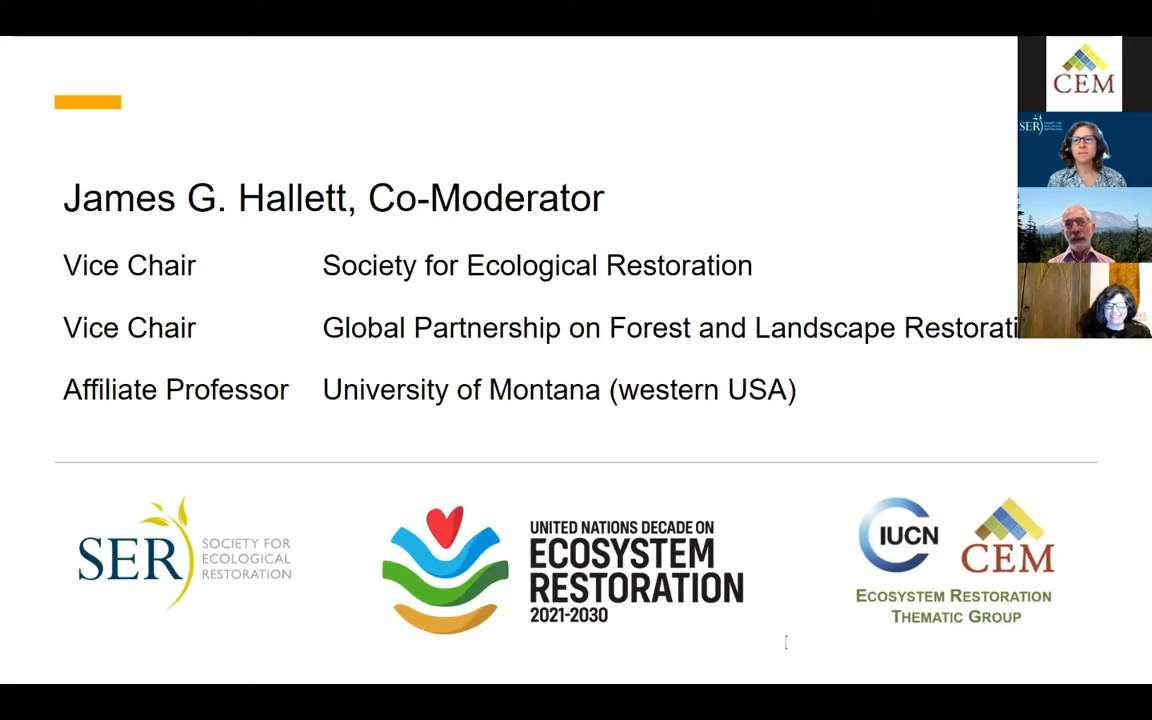 James G. Hallett, Co-Moderator
Vice Chair Society for Ecological Restoration
Vice Chair Global Partnership on Forest and Landscape Restorati
Affiliate Professor University of Montana (western USA)
SER SOCIETY FOR
ECOLOGICAL
RESTORATION
UNITED NATIONS DECADE ON
ECOSYSTEM
RESTORATION
2021-2030
IUCN
CEM
ECOSYSTEM RESTORATION
THEMATIC GROUP
CEM
SER